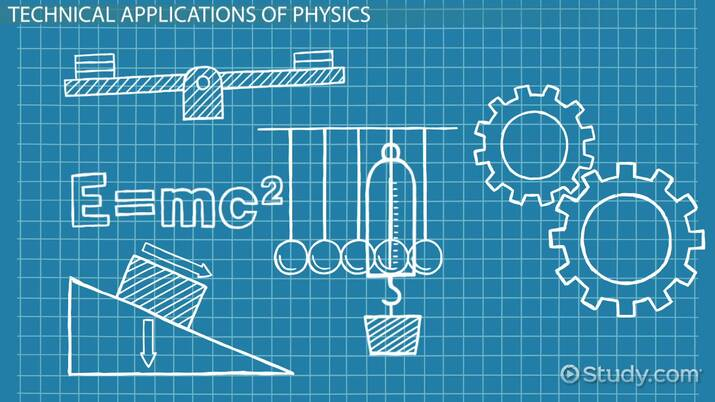 TECHNICAL APPLICATIONS OF PHYSICS
E=mc²
Study.com